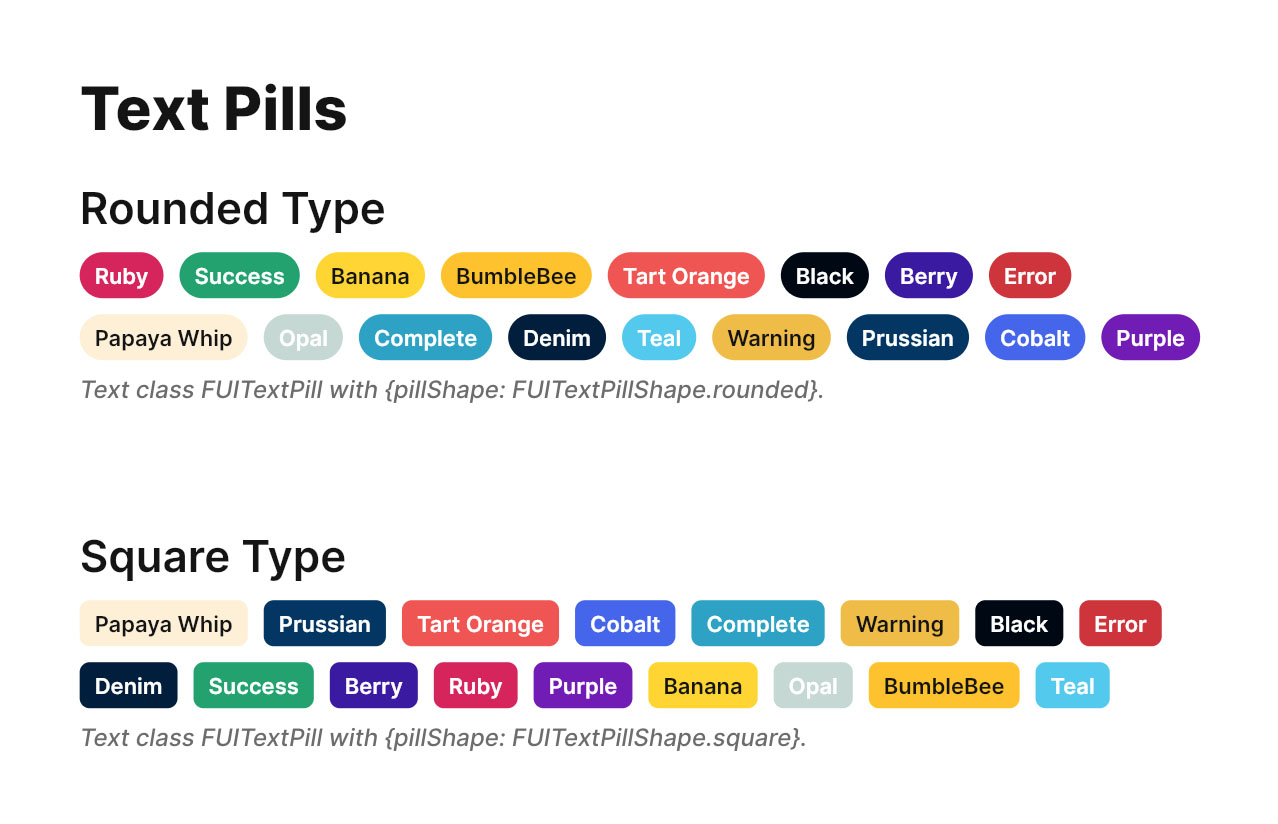 Text Pills
Rounded Type
Ruby Success Banana BumbleBee Tart Orange Black Berry Error
Papaya Whip Opal Complete Denim Teal Warning Prussian Cobalt Purple
Text class FUITextPill with {pillShape: FUITextPillShape.rounded}.
Square Type
Papaya Whip Prussian Tart Orange Cobalt Complete Warning Black Error
Denim Success Berry Ruby Purple Banana Opal BumbleBee Teal
Text class FUITextPill with {pillShape: FUITextPillShape.square}.